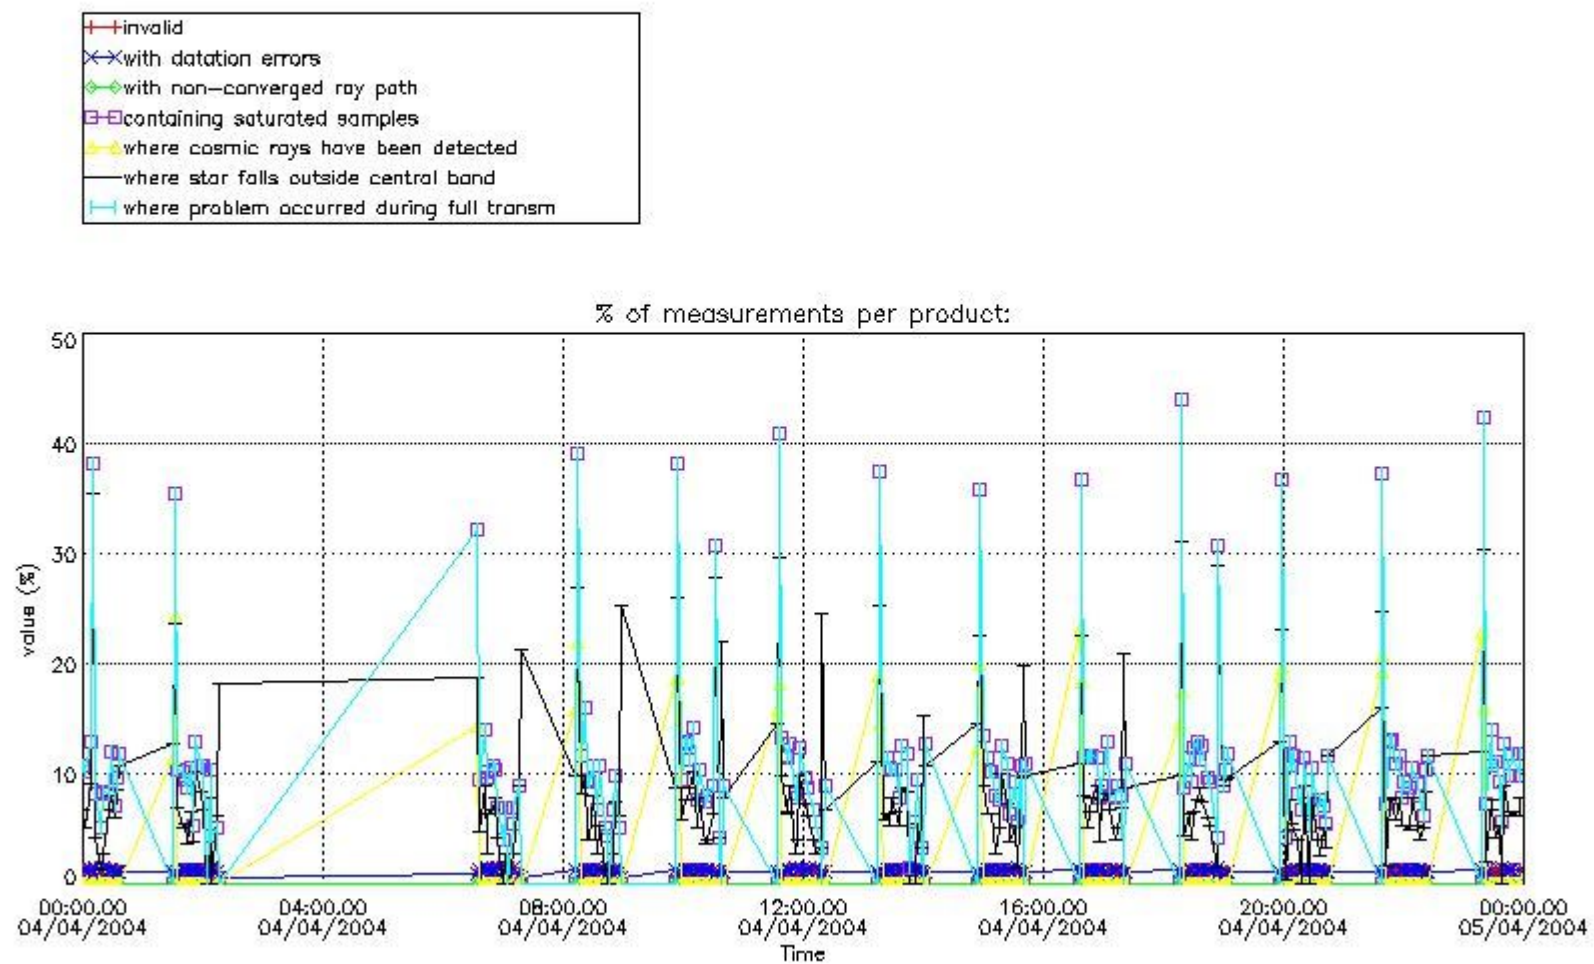 invalid
with datation errors
with non-converged ray path
containing saturated samples
where cosmic rays have been detected
where star falls outside central band
where problem occurred during full transm
% of measurements per product:
50
40
30
20
10
0
value (%)
00:00:00 04:00:00 08:00:00 12:00:00 16:00:00 20:00:00 00:00:00
04/04/2004 04/04/2004 04/04/2004 04/04/2004 04/04/2004 04/04/2004 05/04/2004
Time